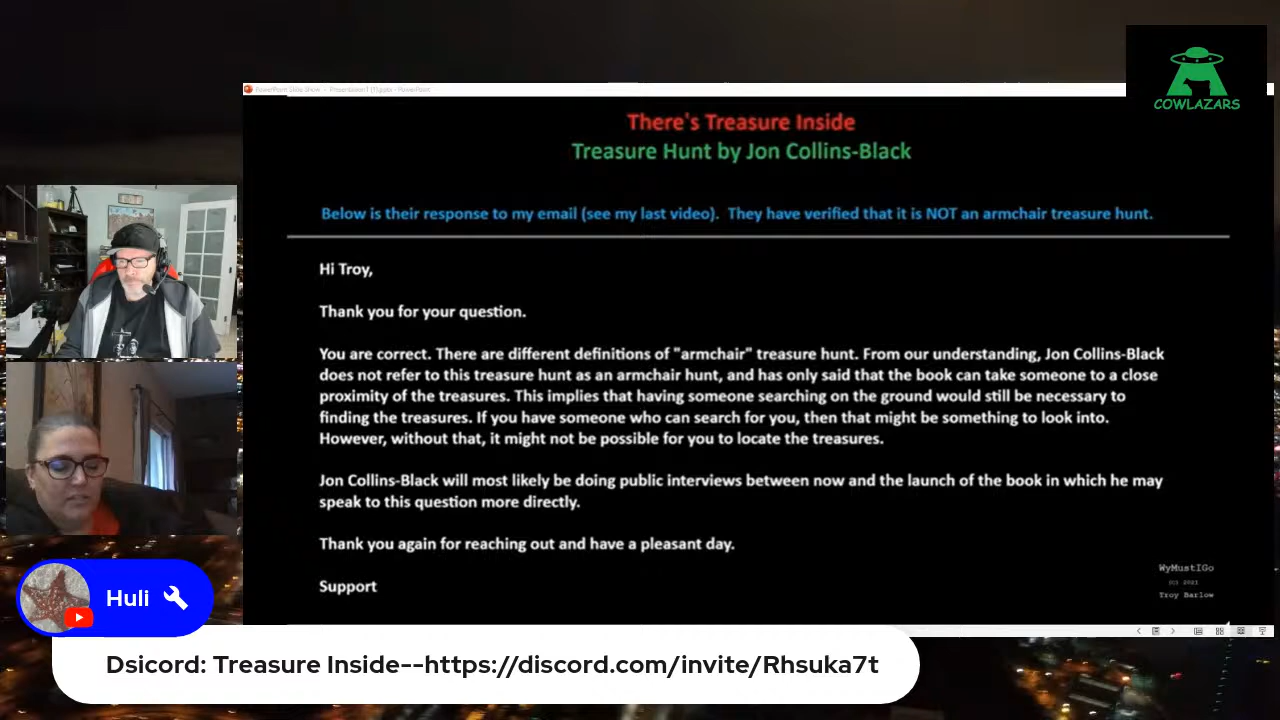 COWLAZARS
PowerPoint Slide Show - Presentation1 (1).pptx - PowerPoint
There's Treasure Inside
Treasure Hunt by Jon Collins-Black
Below is their response to my email (see my last video).  They have verified that it is NOT an armchair treasure hunt.
Hi Troy,
Thank you for your question.
You are correct. There are different definitions of "armchair" treasure hunt. From our understanding, Jon Collins-Black
does not refer to this treasure hunt as an armchair hunt, and has only said that the book can take someone to a close
proximity of the treasures. This implies that having someone searching on the ground would still be necessary to
finding the treasures. If you have someone who can search for you, then that might be something to look into.
However, without that, it might not be possible for you to locate the treasures.
Jon Collins-Black will most likely be doing public interviews between now and the launch of the book in which he may
speak to this question more directly.
Thank you again for reaching out and have a pleasant day.
Support
WyMustIGo
(c) 2021
Troy Barlow
Huli
Dsicord: Treasure Inside--https://discord.com/invite/Rhsuka7t